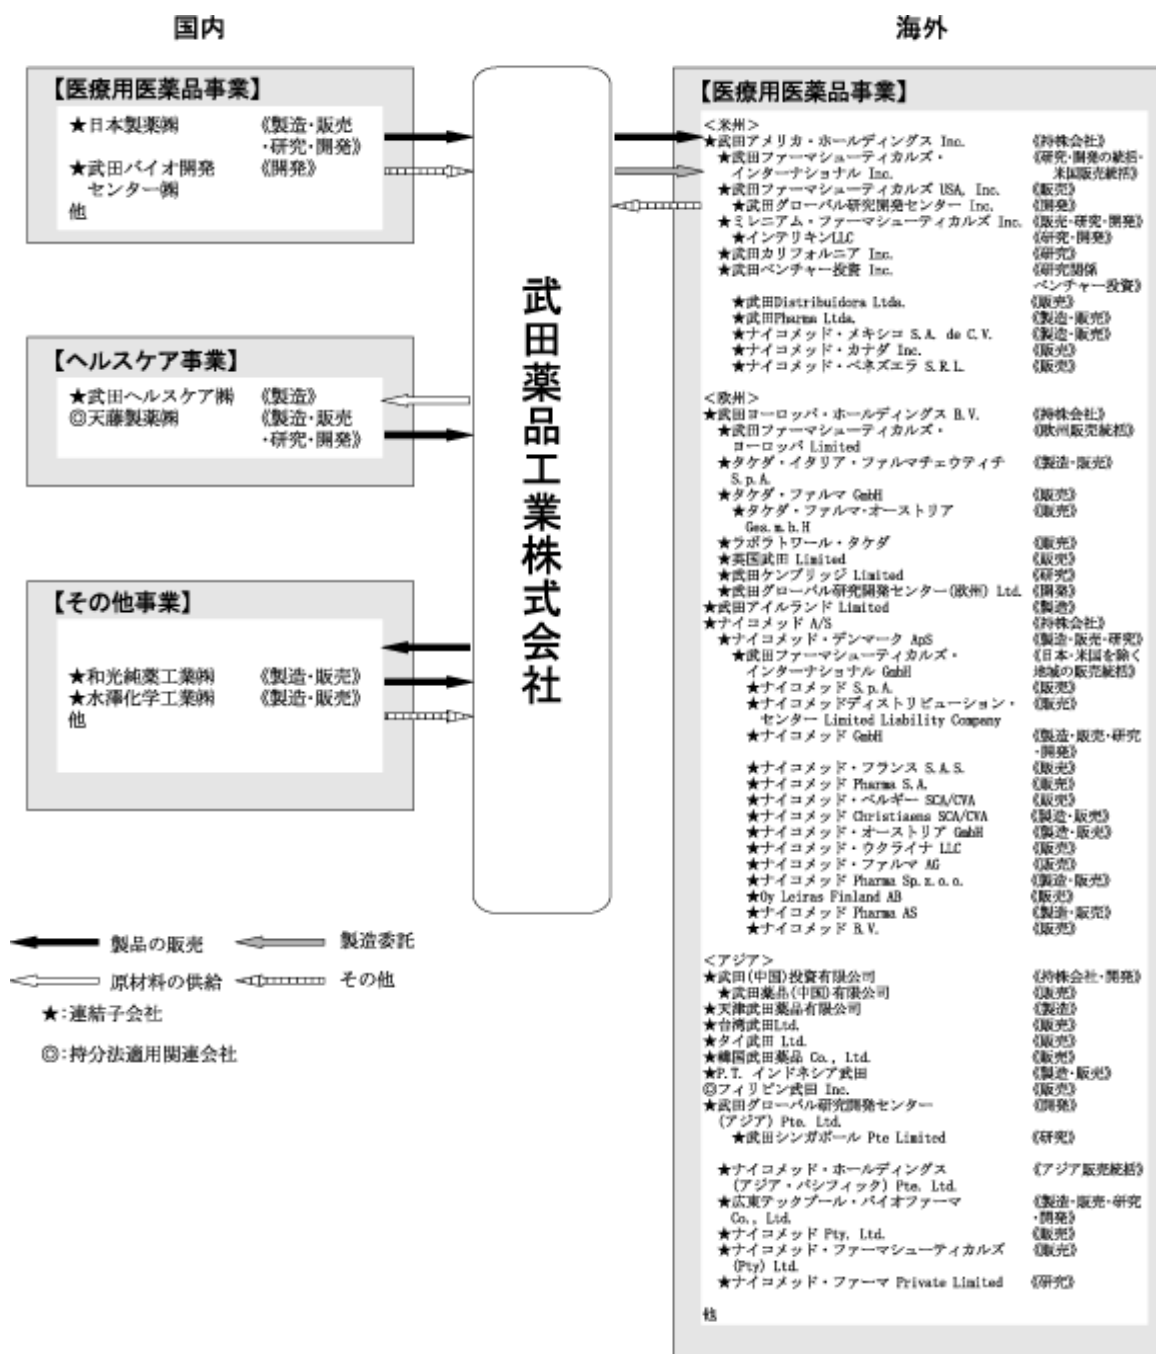 国内
海外
【医療用医薬品事業】
★日本製薬㈱ 《製造・販売
・研究・開発》
★武田バイオ開発 《開発》
センター㈱
他
【ヘルスケア事業】
★武田ヘルスケア㈱ 《製造》
◎天藤製薬㈱ 《製造・販売
・研究・開発》
【その他事業】
★和光純薬工業㈱ 《製造・販売》
★水澤化学工業㈱ 《製造・販売》
他
武田薬品工業株式会社
製品の販売
製造委託
原材料の供給
その他
★:連結子会社
◎:持分法適用関連会社
【医療用医薬品事業】
<米州>
★武田アメリカ・ホールディングス Inc. 《持株会社》
★武田ファーマシューティカルズ・ 《研究・開発の統括・
インターナショナル Inc. 米国販売統括》
★武田ファーマシューティカルズ USA, Inc. 《販売》
★武田グローバル研究開発センター Inc. 《開発》
★ミレニアム・ファーマシューティカルズ Inc. 《販売・研究・開発》
★インテリキンLLC 《研究・開発》
★武田カリフォルニア Inc. 《研究》
★武田ベンチャー投資 Inc. 《研究関係
ベンチャー投資》
★武田Distribuidora Ltda. 《販売》
★武田Pharma Ltda. 《製造・販売》
★ナイコメッド・メキシコ S.A. de C.V. 《製造・販売》
★ナイコメッド・カナダ Inc. 《販売》
★ナイコメッド・ベネズエラ S.R.L. 《販売》
<欧州>
★武田ヨーロッパ・ホールディングス B.V. 《持株会社》
★武田ファーマシューティカルズ・ 《欧州販売統括》
ヨーロッパ Limited
★タケダ・イタリア・ファルマチェウティチ 《製造・販売》
S.p.A.
★タケダ・ファルマ GmbH 《販売》
★タケダ・ファルマ・オーストリア 《販売》
Ges.m.b.H
★ラボラトワール・タケダ 《販売》
★英国武田 Limited 《販売》
★武田ケンブリッジ Limited 《研究》
★武田グローバル研究開発センター(欧州) Ltd. 《開発》
★武田アイルランド Limited 《製造》
★ナイコメッド A/S 《持株会社》
★ナイコメッド・デンマーク ApS 《製造・販売・研究》
★武田ファーマシューティカルズ・ 《日本・米国を除く
インターナショナル GmbH 地域の販売統括》
★ナイコメッド S.p.A. 《販売》
★ナイコメッドディストリビューション・ 《販売》
センター Limited Liability Company
★ナイコメッド GmbH 《製造・販売・研究
・開発》
★ナイコメッド・フランス S.A.S. 《販売》
★ナイコメッド Pharma S.A. 《販売》
★ナイコメッド・ベルギー SCA/CVA 《販売》
★ナイコメッド Christiaens SCA/CVA 《製造・販売》
★ナイコメッド・オーストリア GmbH 《製造・販売》
★ナイコメッド・ウクライナ LLC 《販売》
★ナイコメッド・ファルマ AG 《販売》
★ナイコメッド Pharma Sp.z.o.o. 《製造・販売》
★Oy Leiras Finland AB 《販売》
★ナイコメッド Pharma AS 《製造・販売》
★ナイコメッド B.V. 《販売》
<アジア>
★武田(中国)投資有限公司 《持株会社・開発》
★武田薬品(中国)有限公司 《販売》
★天津武田薬品有限公司 《製造》
★台湾武田Ltd. 《販売》
★タイ武田 Ltd. 《販売》
★韓国武田薬品 Co., Ltd. 《販売》
★P.T. インドネシア武田 《製造・販売》
◎フィリピン武田 Inc. 《販売》
★武田グローバル研究開発センター 《開発》
(アジア) Pte. Ltd.
★武田シンガポール Pte Limited 《研究》
★ナイコメッド・ホールディングス 《アジア販売統括》
(アジア・パシフィック) Pte. Ltd.
★広東テックプール・バイオファーマ 《製造・販売・研究
Co., Ltd. ・開発》
★ナイコメッド Pty. Ltd. 《販売》
★ナイコメッド・ファーマシューティカルズ 《販売》
(Pty) Ltd.
★ナイコメッド・ファーマ Private Limited 《研究》
他